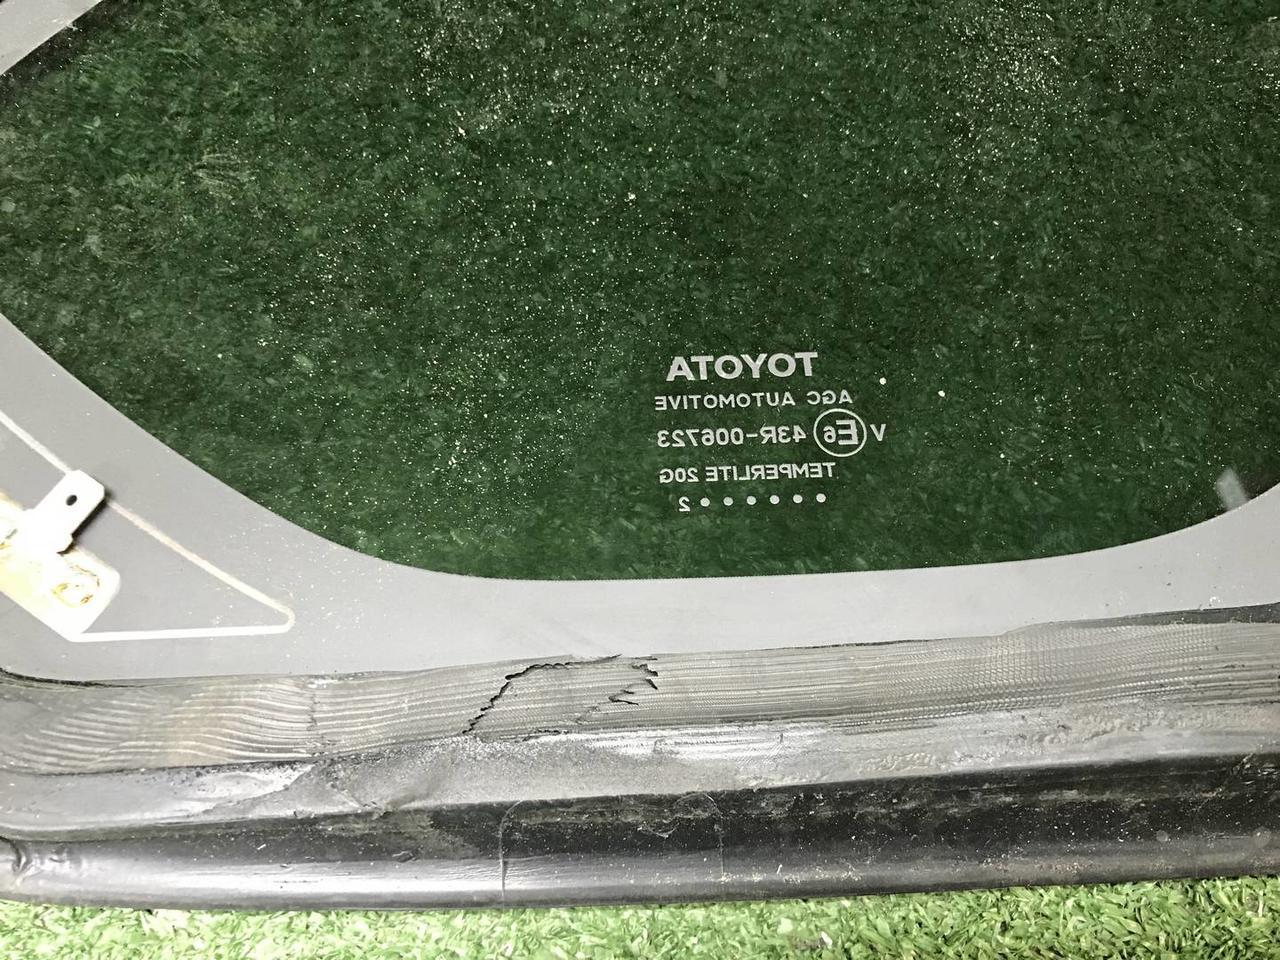 TOYOTA
AGC AUTOMOTIVE
V E6 43R-006723
TEMPERLITE 20G
• • • • • • 2